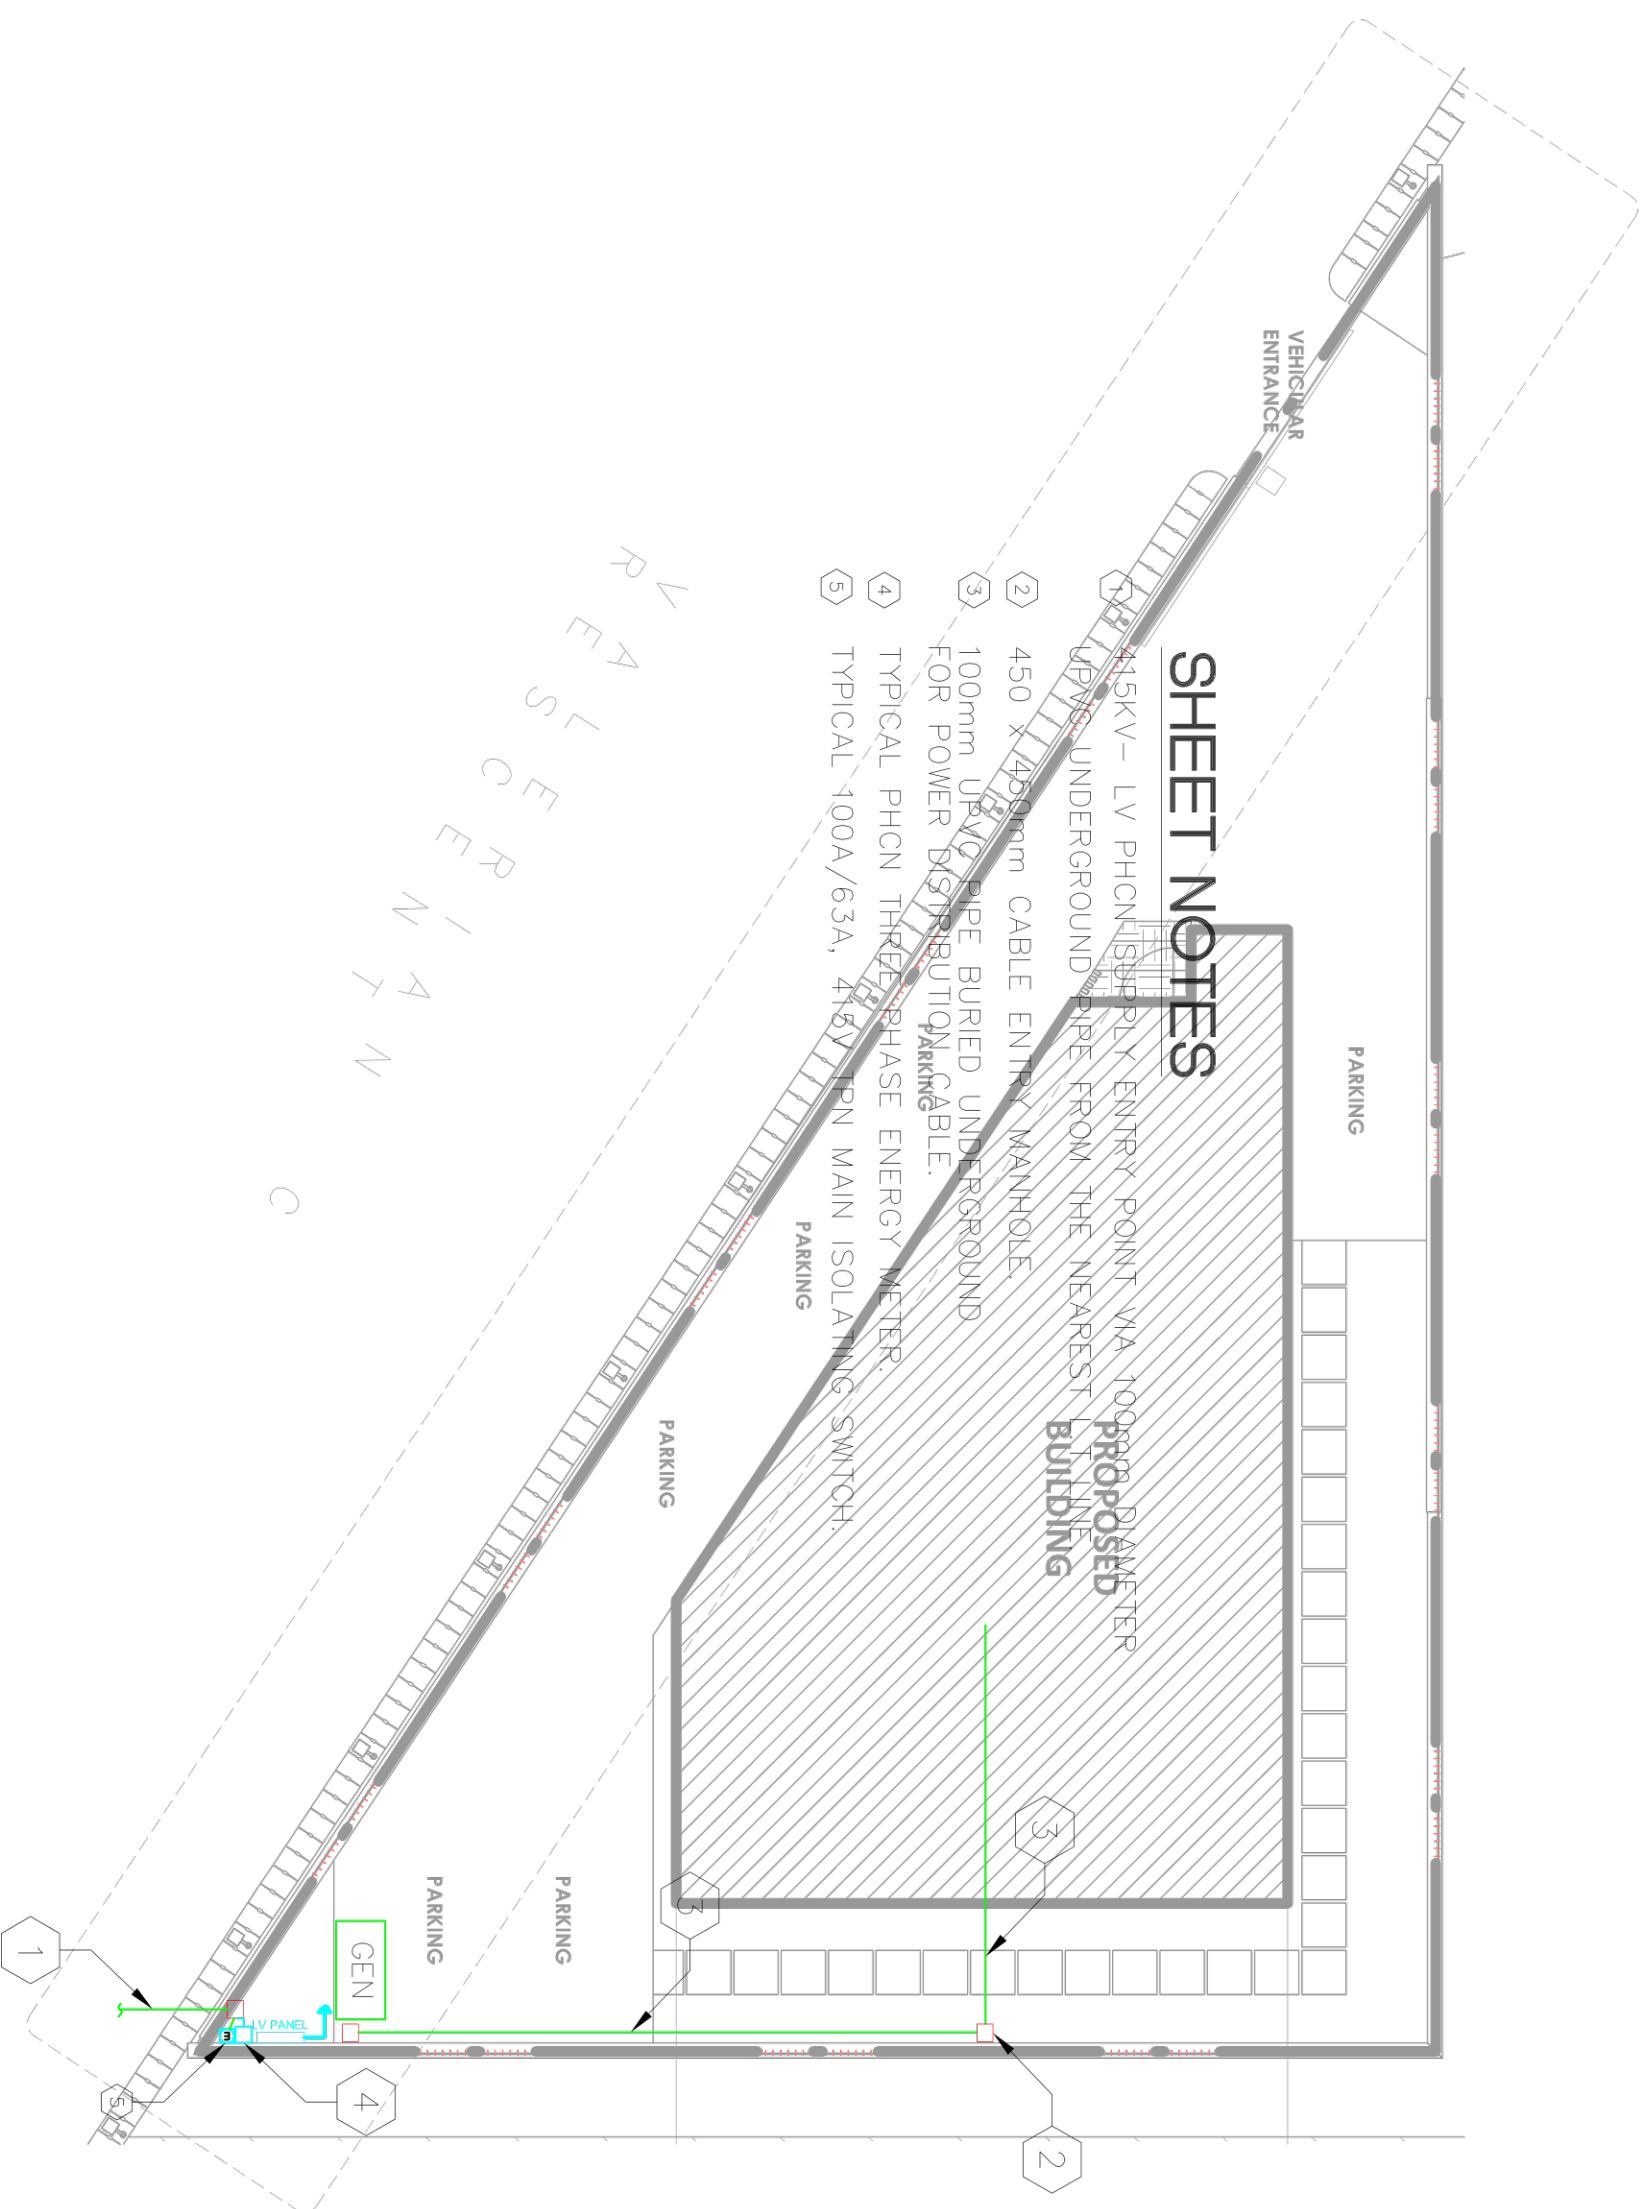 SHEET NOTES
1 415KV- LV PHCN SUPPLY ENTRY POINT VIA 100mm DIAMETER
UPVC UNDERGROUND PIPE FROM THE NEAREST LT LINE.
2 450 x 450mm CABLE ENTRY MANHOLE.
3 100mm UPVC PIPE BURIED UNDERGROUND
FOR POWER DISTRIBUTION CABLE.
4 TYPICAL PHCN THREE PHASE ENERGY METER.
5 TYPICAL 100A/63A, 415V TPN MAIN ISOLATING SWITCH.
VEHICULAR
ENTRANCE
PARKING
PARKING
PARKING
PARKING
PROPOSED
BUILDING
PARKING
PARKING
GEN
LV PANEL
m
1
2
3
3
4
5